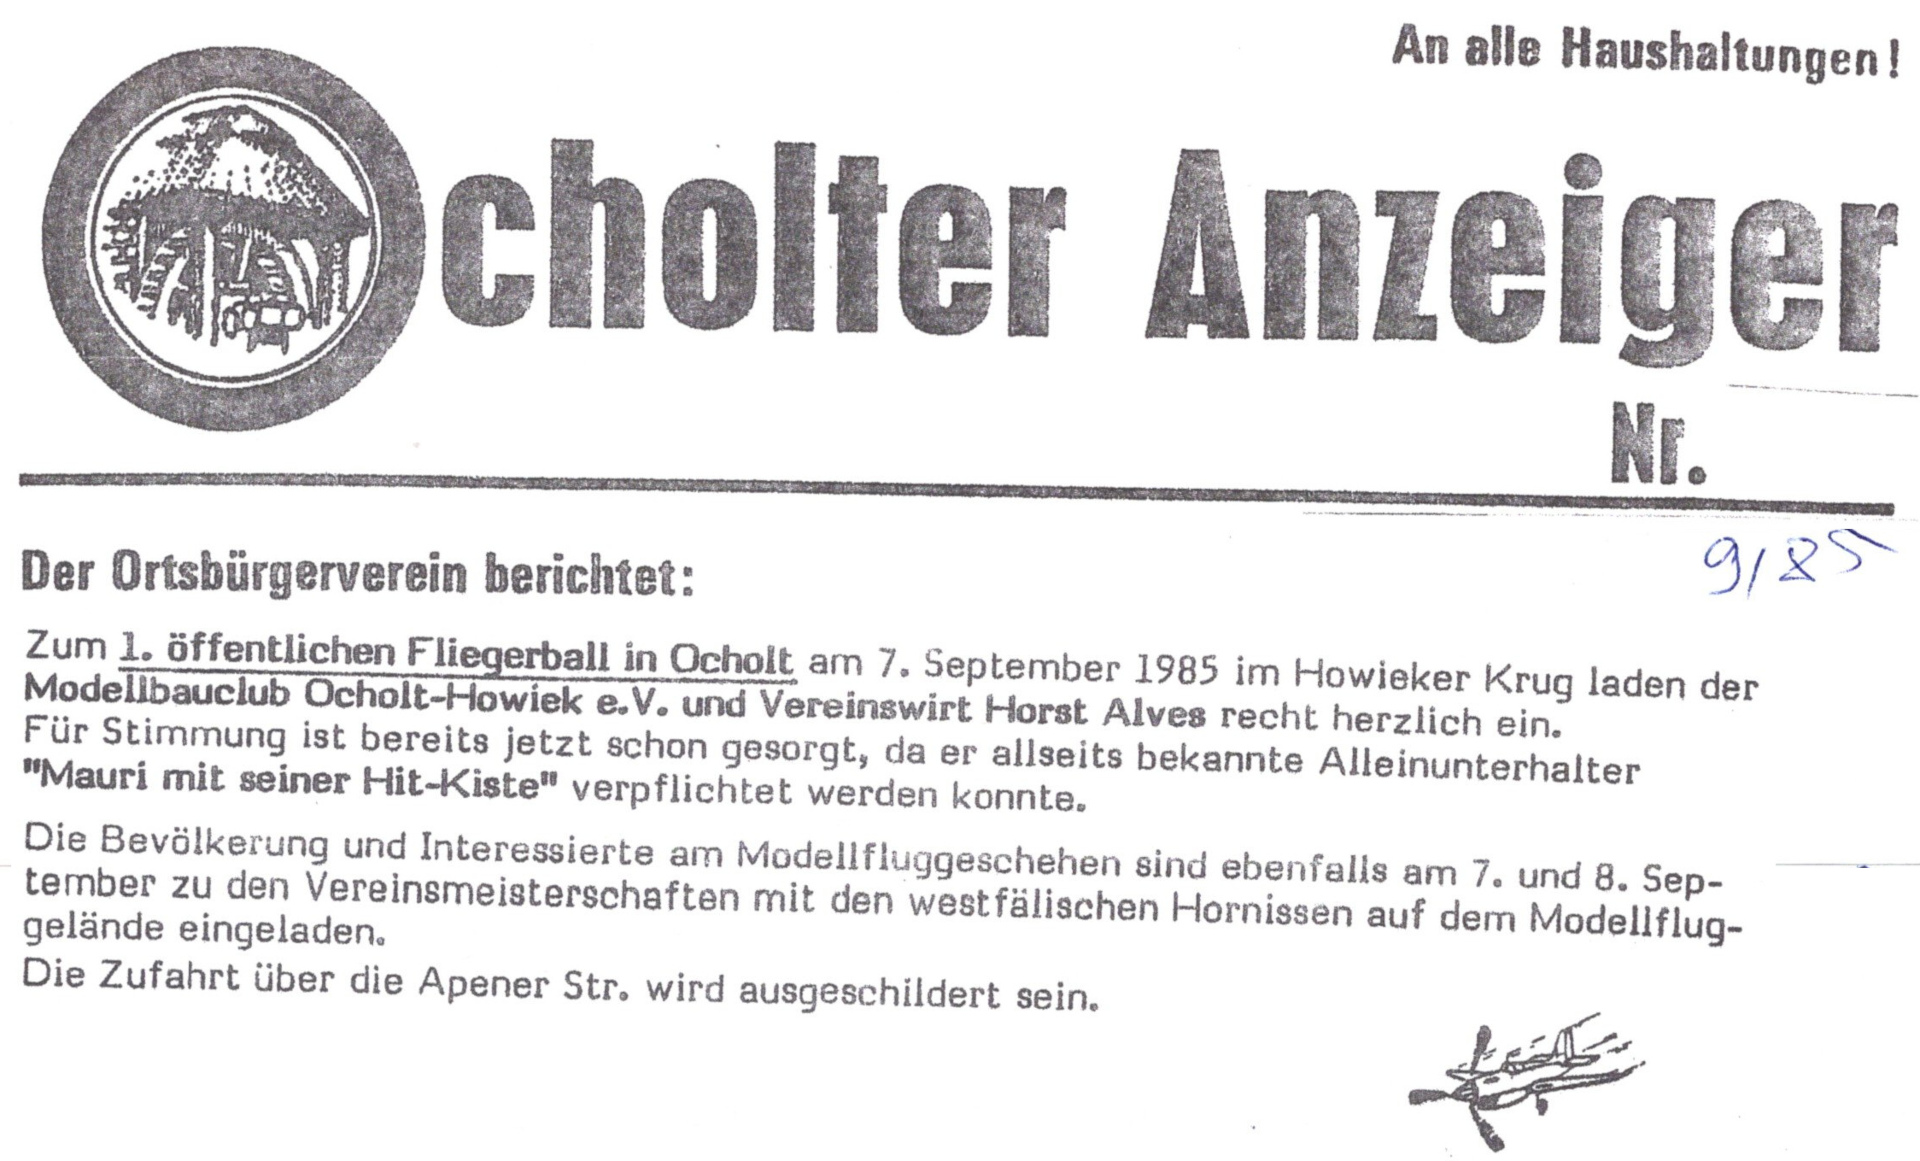 An alle Haushaltungen!
Ocholter Anzeiger
Nr.
9/85
Der Ortsbürgerverein berichtet:
Zum 1. öffentlichen Fliegerball in Ocholt am 7. September 1985 im Howieker Krug laden der
Modellbauclub Ocholt-Howiek e.V. und Vereinswirt Horst Alves recht herzlich ein.
Für Stimmung ist bereits jetzt schon gesorgt, da er allseits bekannte Alleinunterhalter
"Mauri mit seiner Hit-Kiste" verpflichtet werden konnte.
Die Bevölkerung und Interessierte am Modellfluggeschehen sind ebenfalls am 7. und 8. Sep-
tember zu den Vereinsmeisterschaften mit den westfälischen Hornissen auf dem Modellflug-
gelände eingeladen.
Die Zufahrt über die Apener Str. wird ausgeschildert sein.